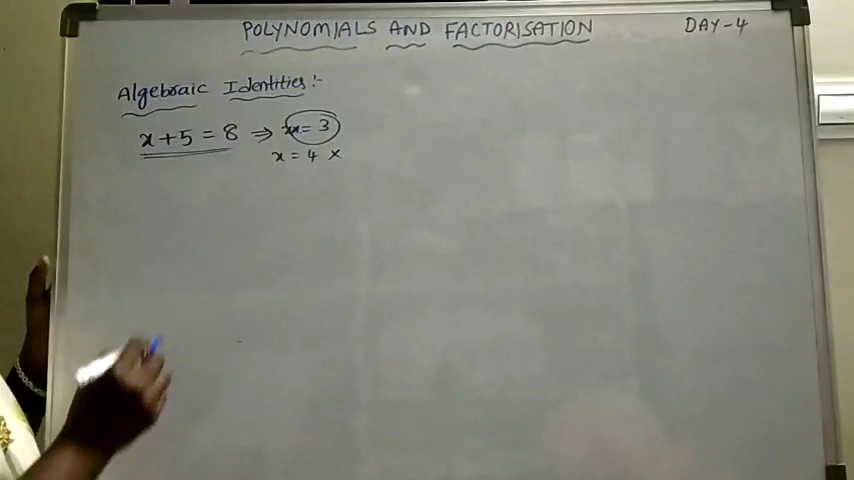 POLYNOMIALS AND FACTORISATION
DAY-4
Algebraic Identities:-
x+5=8 ⇒ x=3
x=4 ×